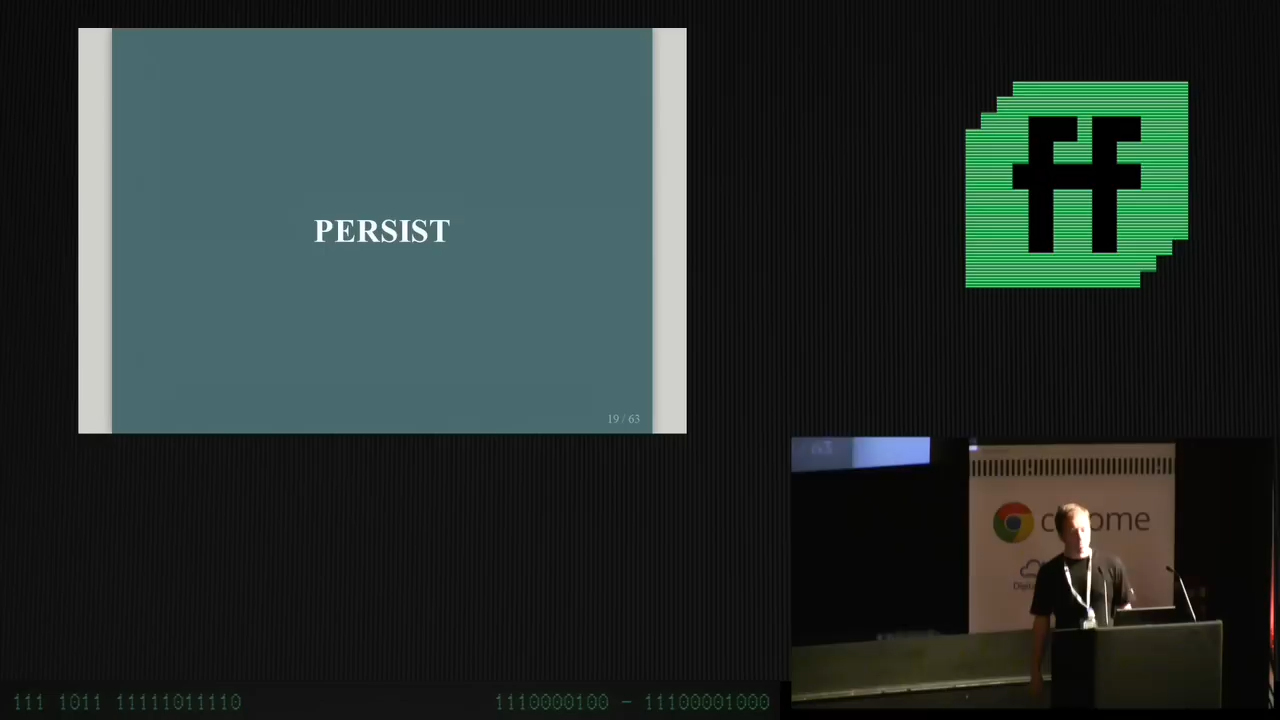 PERSIST
19 / 63
ff
chrome
111 1011 11111011110
1110000100 – 11100001000